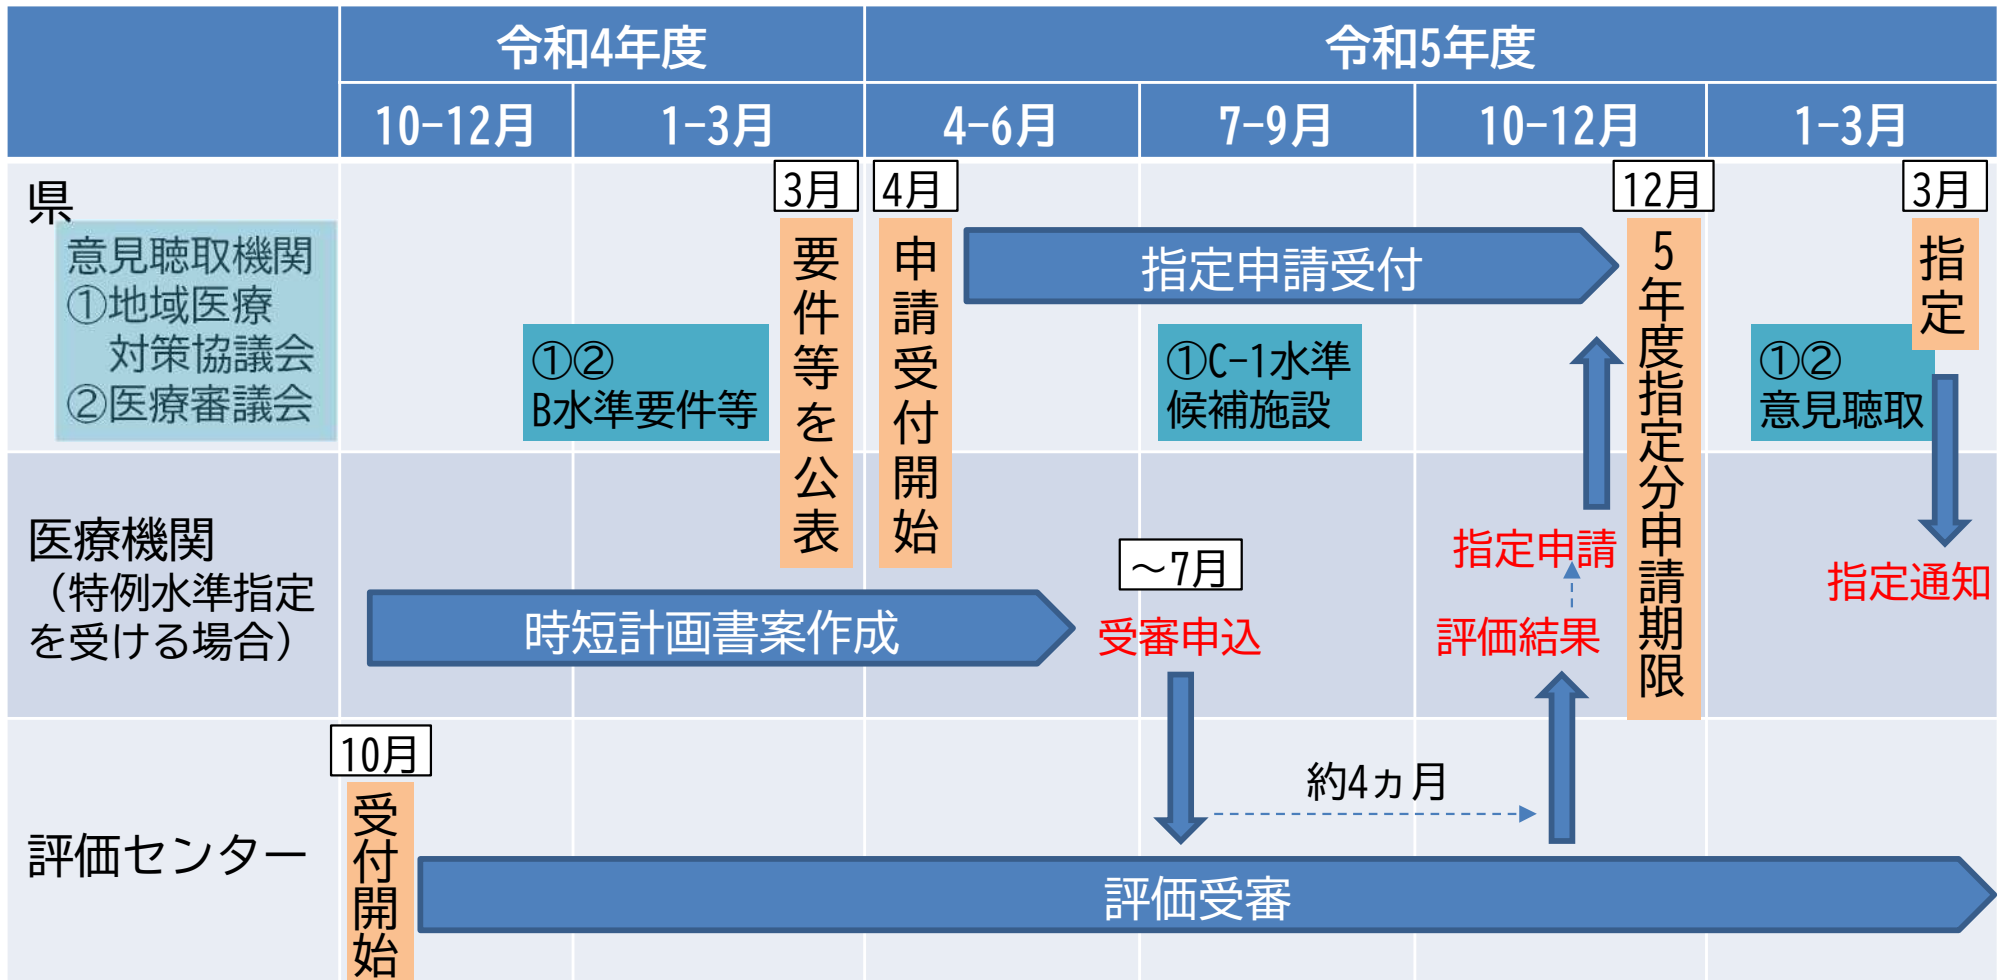 令和4年度
令和5年度
10-12月
1-3月
4-6月
7-9月
10-12月
1-3月
県
意見聴取機関
①地域医療
対策協議会
②医療審議会
①②
B水準要件等
3月
要件等を公表
4月
申請受付開始
指定申請受付
①C-1水準
候補施設
12月
5年度指定分申請期限
①②
意見聴取
3月
指定
医療機関
（特例水準指定
を受ける場合）
時短計画書案作成
～7月
受審申込
指定申請
評価結果
指定通知
評価センター
10月
受付開始
約4ヵ月
評価受審